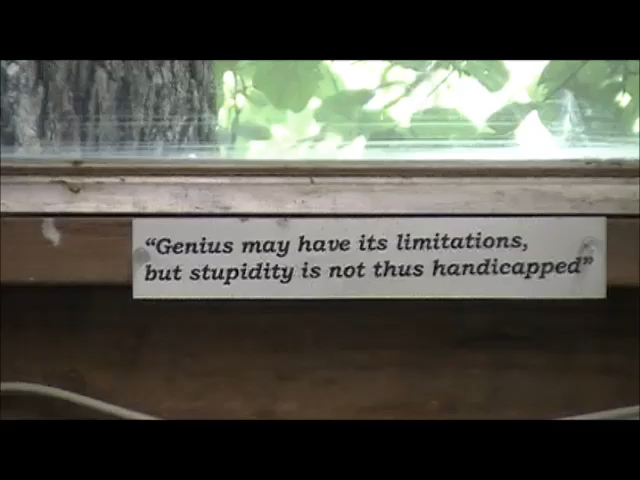 “Genius may have its limitations,
but stupidity is not thus handicapped”